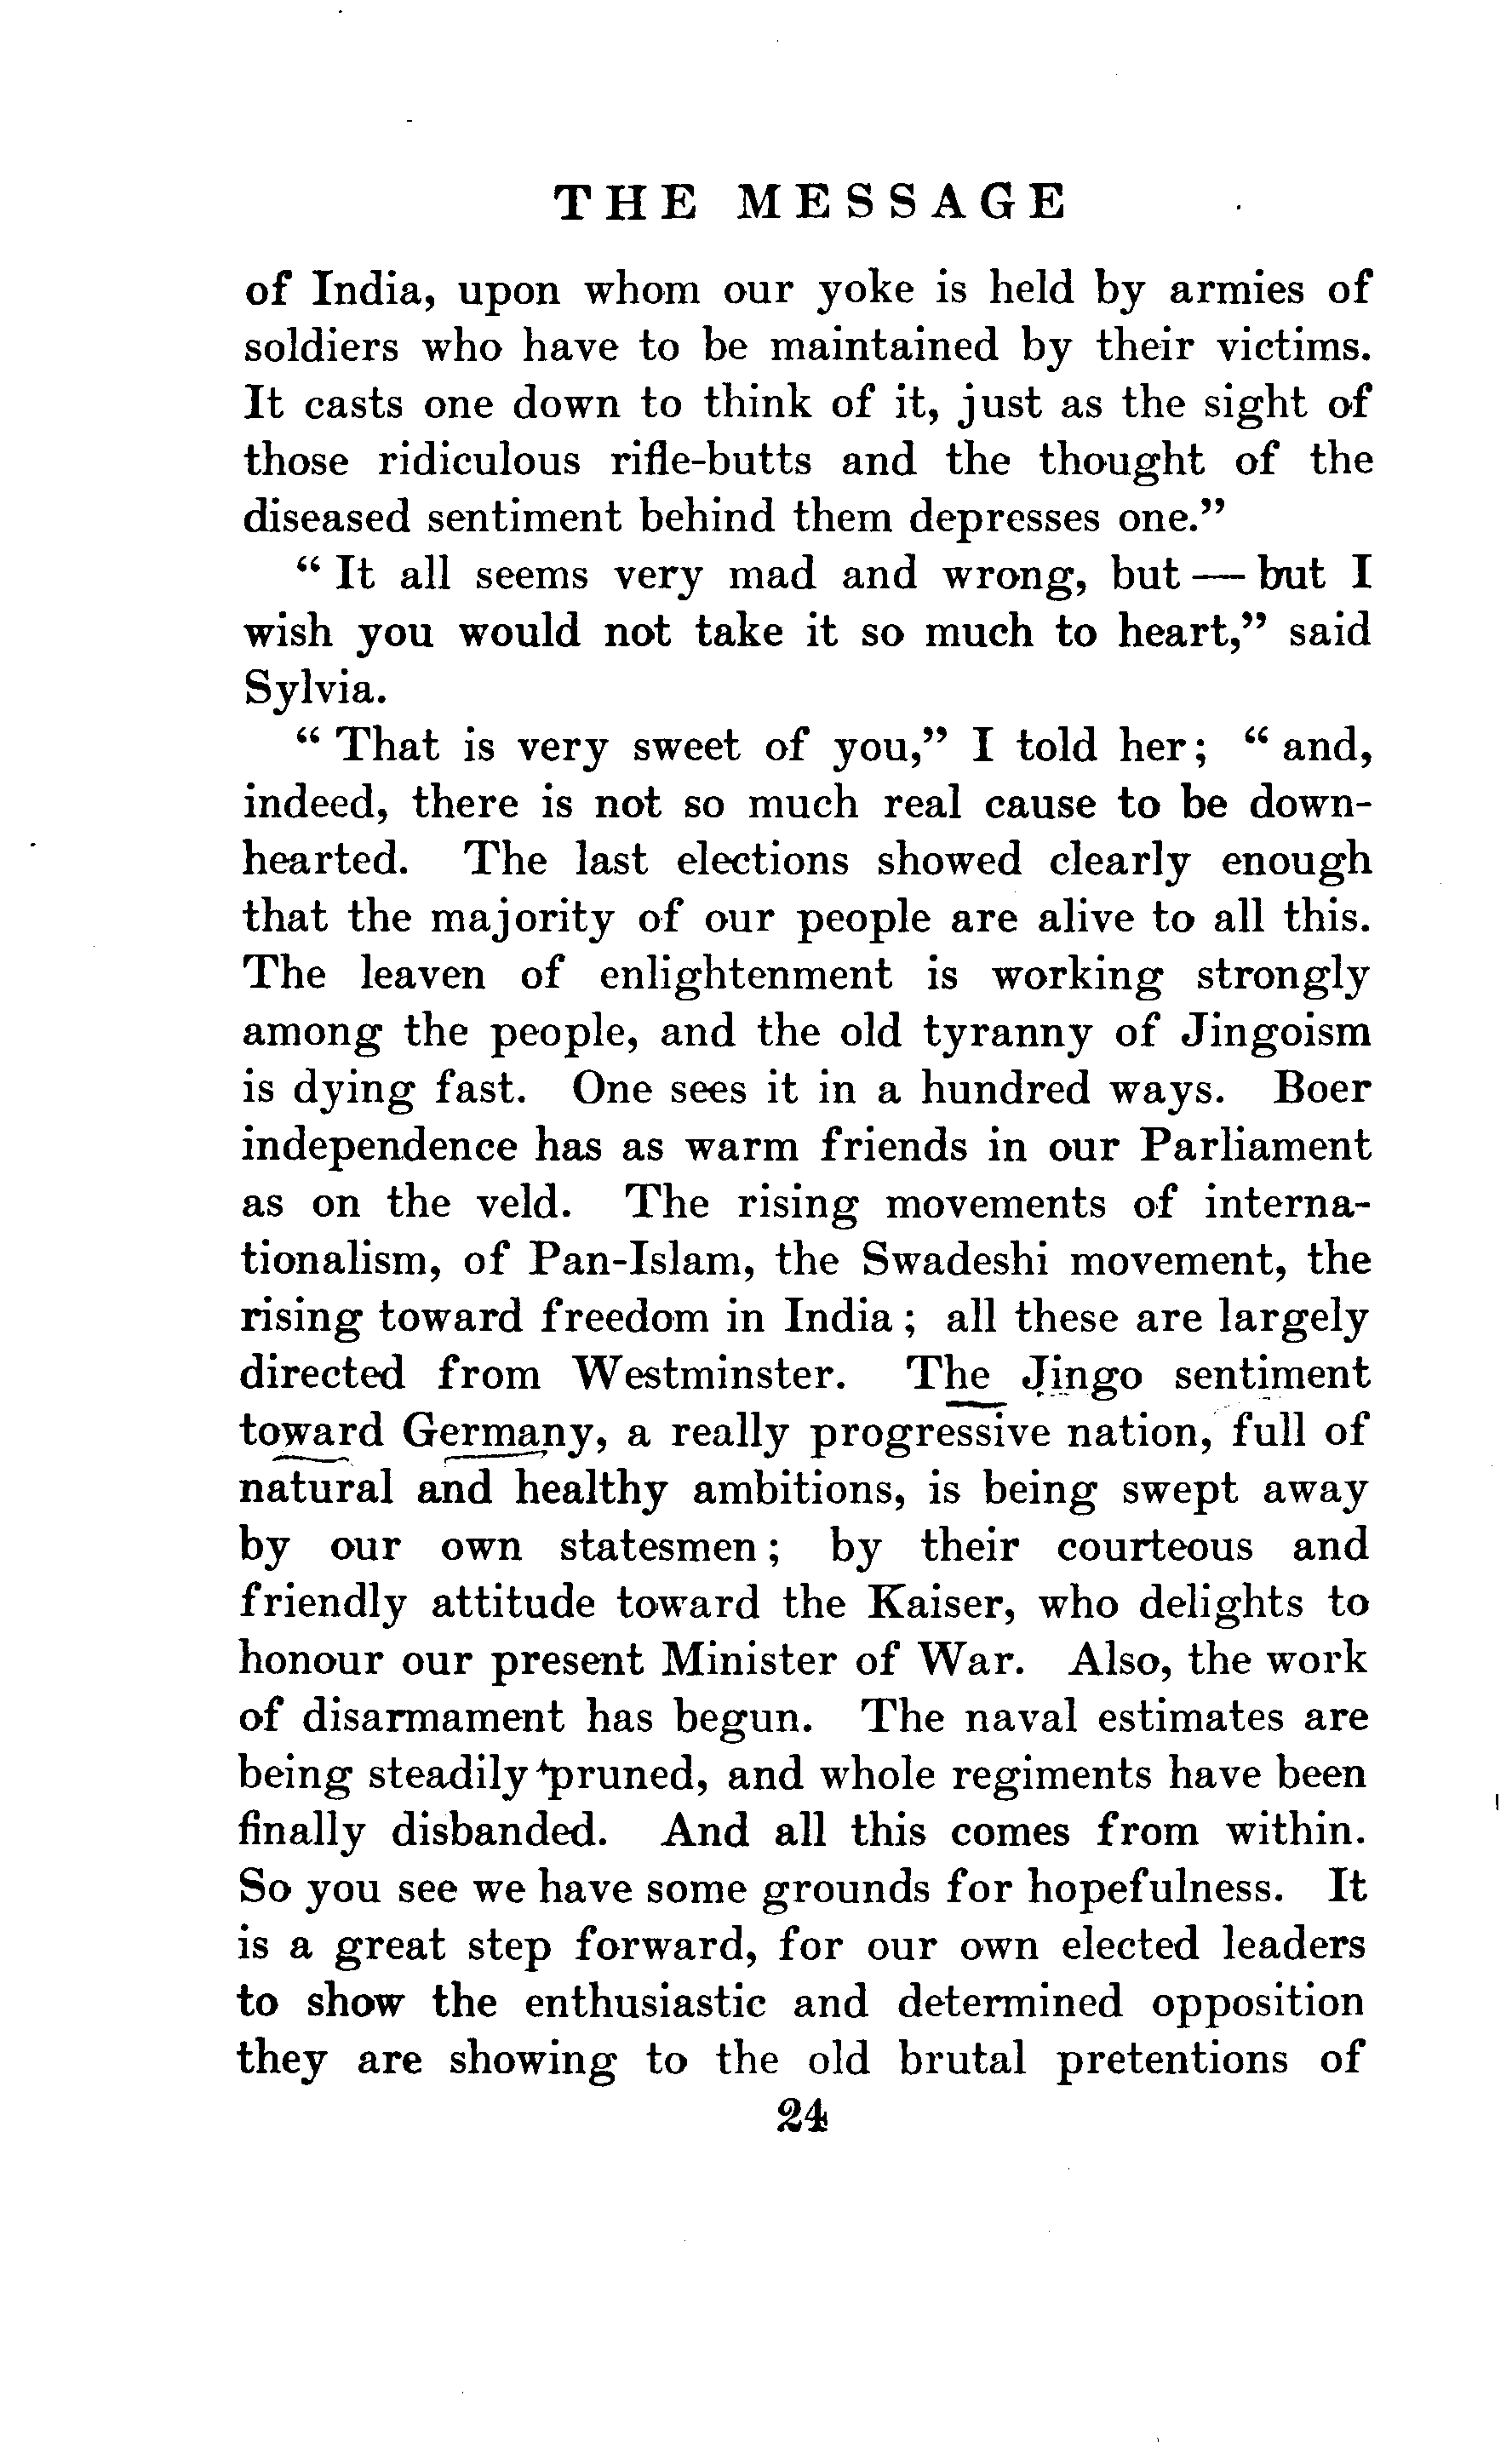 THE MESSAGE
of India, upon whom our yoke is held by armies of
soldiers who have to be maintained by their victims.
It casts one down to think of it, just as the sight of
those ridiculous rifle-butts and the thought of the
diseased sentiment behind them depresses one.”
“ It all seems very mad and wrong, but — but I
wish you would not take it so much to heart,” said
Sylvia.
“ That is very sweet of you,” I told her; “ and,
indeed, there is not so much real cause to be down-
hearted. The last elections showed clearly enough
that the majority of our people are alive to all this.
The leaven of enlightenment is working strongly
among the people, and the old tyranny of Jingoism
is dying fast. One sees it in a hundred ways. Boer
independence has as warm friends in our Parliament
as on the veld. The rising movements of interna-
tionalism, of Pan-Islam, the Swadeshi movement, the
rising toward freedom in India ; all these are largely
directed from Westminster. The Jingo sentiment
toward Germany, a really progressive nation, full of
natural and healthy ambitions, is being swept away
by our own statesmen ; by their courteous and
friendly attitude toward the Kaiser, who delights to
honour our present Minister of War. Also, the work
of disarmament has begun. The naval estimates are
being steadily pruned, and whole regiments have been
finally disbanded. And all this comes from within.
So you see we have some grounds for hopefulness. It
is a great step forward, for our own elected leaders
to show the enthusiastic and determined opposition
they are showing to the old brutal pretentions of
24